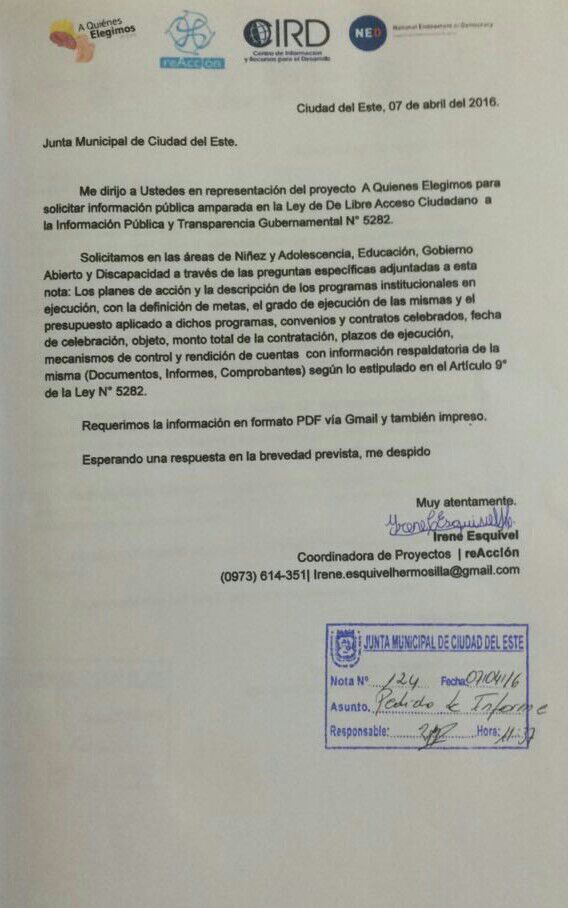 A Quiénes
Elegimos
reAccIón
CIRD
Centro de Información
y Recursos para el Desarrollo
NED
National Endowment for Democracy
Ciudad del Este, 07 de abril del 2016.
Junta Municipal de Ciudad del Este.
Me dirijo a Ustedes en representación del proyecto A Quienes Elegimos para
solicitar información pública amparada en la Ley de De Libre Acceso Ciudadano a
la Información Pública y Transparencia Gubernamental N° 5282.
Solicitamos en las áreas de Niñez y Adolescencia, Educación, Gobierno
Abierto y Discapacidad a través de las preguntas específicas adjuntadas a esta
nota: Los planes de acción y la descripción de los programas institucionales en
ejecución, con la definición de metas, el grado de ejecución de las mismas y el
presupuesto aplicado a dichos programas, convenios y contratos celebrados, fecha
de celebración, objeto, monto total de la contratación, plazos de ejecución,
mecanismos de control y rendición de cuentas con información respaldatoria de la
misma (Documentos, Informes, Comprobantes) según lo estipulado en el Artículo 9°
de la Ley N° 5282.
Requerimos la información en formato PDF vía Gmail y también impreso.
Esperando una respuesta en la brevedad prevista, me despido
Muy atentamente.
Irene Esquivel
Coordinadora de Proyectos | reAccIón
(0973) 614-351| Irene.esquivelhermosilla@gmail.com
JUNTA MUNICIPAL DE CIUDAD DEL ESTE
Nota N° 124 Fecha: 07/04/16
Asunto. Pedido de Informe
Responsable: Hora: 11:37